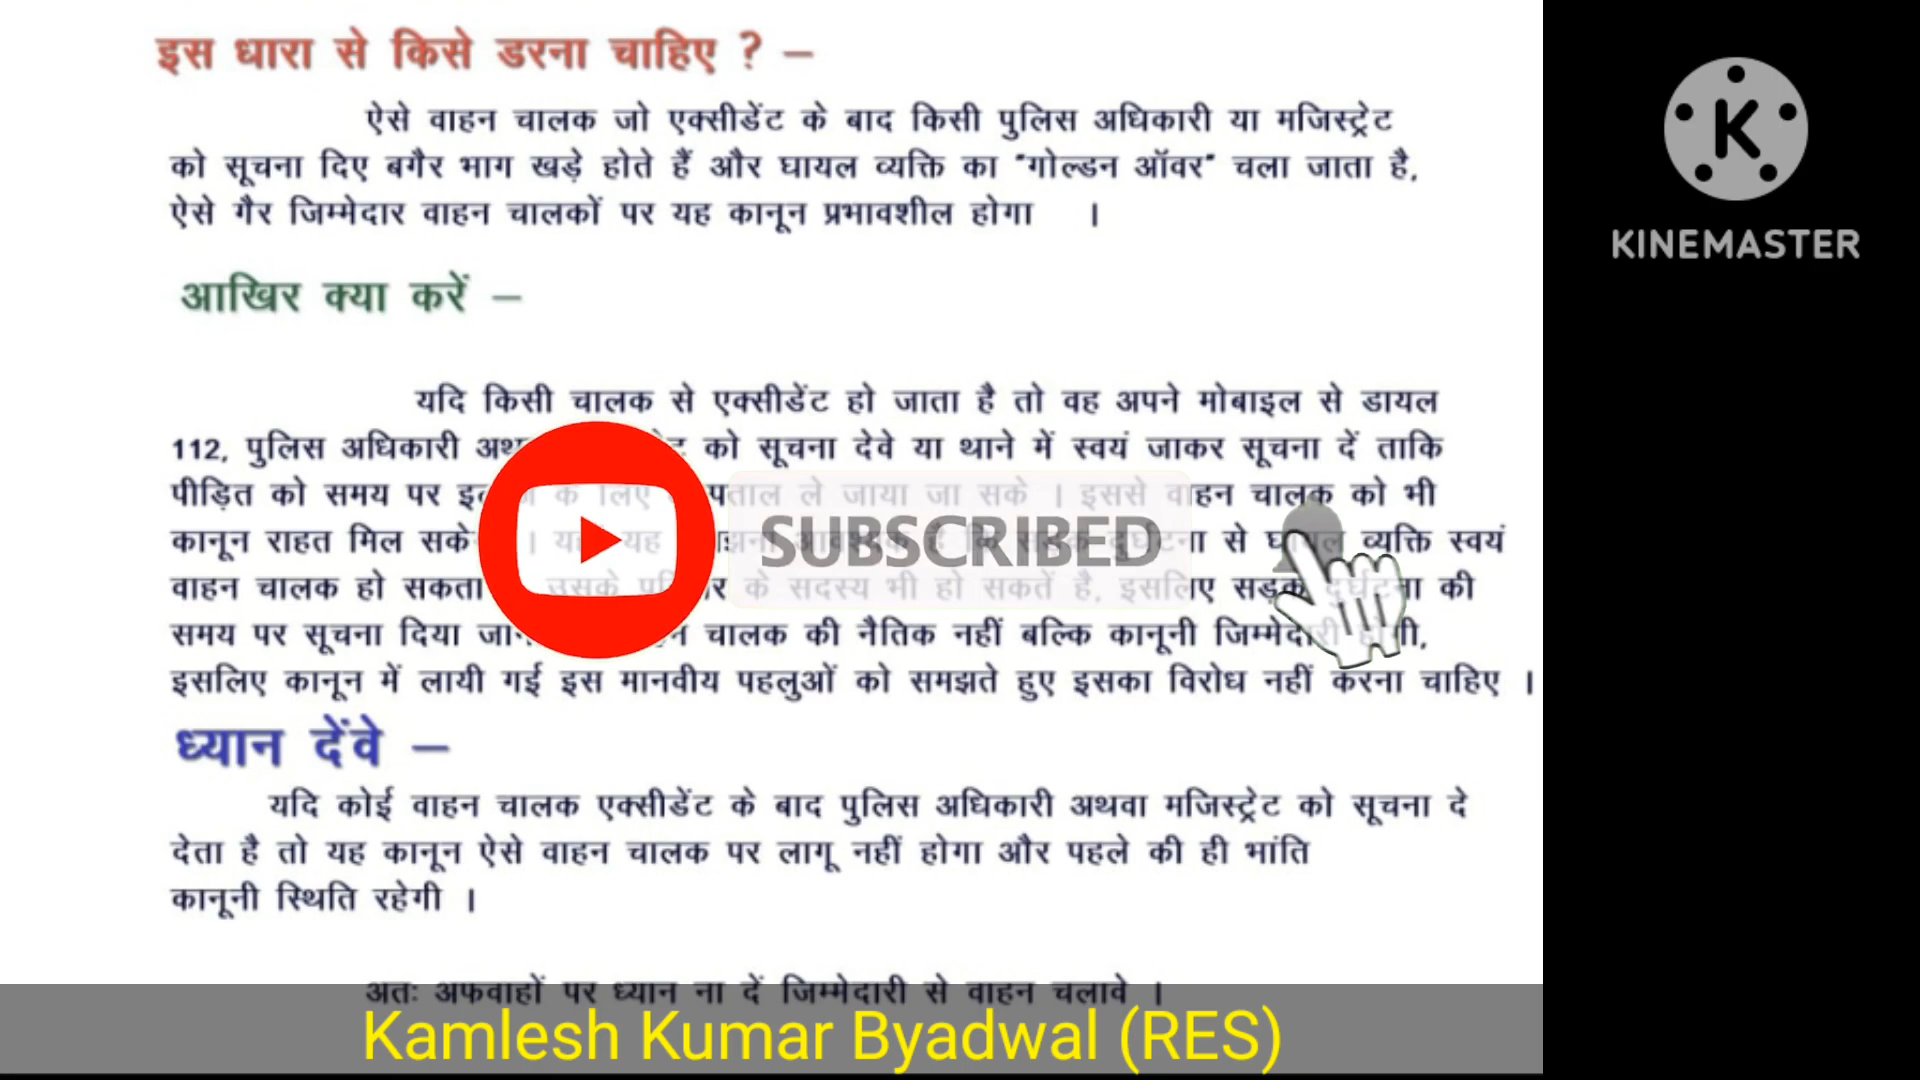 इस धारा से किसे डरना चाहिए ? –
ऐसे वाहन चालक जो एक्सीडेंट के बाद किसी पुलिस अधिकारी या मजिस्ट्रेट
को सूचना दिए बगैर भाग खड़े होते हैं और घायल व्यक्ति का "गोल्डन ऑवर" चला जाता है,
ऐसे गैर जिम्मेदार वाहन चालकों पर यह कानून प्रभावशील होगा ।
आखिर क्या करें –
यदि किसी चालक से एक्सीडेंट हो जाता है तो वह अपने मोबाइल से डायल
112, पुलिस अधिकारी को सूचना देवे या थाने में स्वयं जाकर सूचना दें ताकि
पीड़ित को समय पर के लिए ले जाया जा सके । इससे वाहन चालक को भी
कानून राहत मिल । यह से घायल व्यक्ति स्वयं
वाहन चालक हो सकता उसके के सदस्य भी हो सकतें है, इसलिए सड़क दुर्घटना की
समय पर सूचना दिया चालक की नैतिक नहीं बल्कि कानूनी जिम्मेदारी होगी,
इसलिए कानून में लायी गई इस मानवीय पहलुओं को समझते हुए इसका विरोध नहीं करना चाहिए ।
ध्यान देंवे –
यदि कोई वाहन चालक एक्सीडेंट के बाद पुलिस अधिकारी अथवा मजिस्ट्रेट को सूचना दे
देता है तो यह कानून ऐसे वाहन चालक पर लागू नहीं होगा और पहले की ही भांति
कानूनी स्थिति रहेगी ।
अतः अफवाहों पर ध्यान ना दें जिम्मेदारी से वाहन चलावे ।
SUBSCRIBED
Kamlesh Kumar Byadwal (RES)
K
KINEMASTER